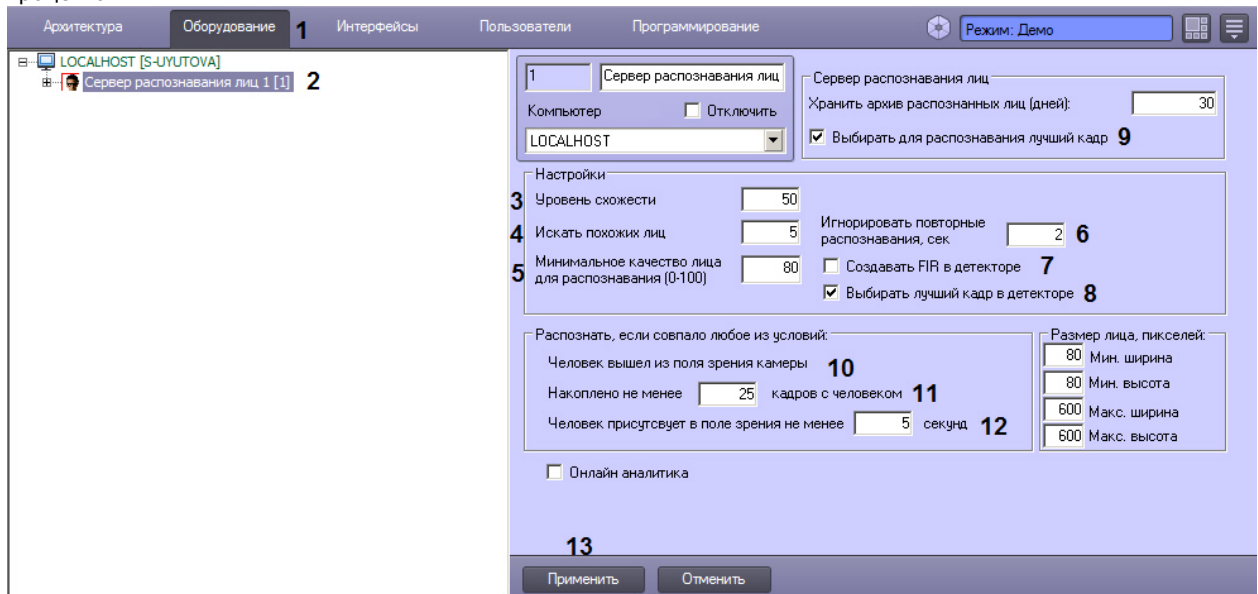 Архитектура Оборудование 1 Интерфейсы Пользователи Программирование Режим: Демо
LOCALHOST [S-UYUTOVA]
Сервер распознавания лиц 1 [1] 2
1 Сервер распознавания лиц
Компьютер Отключить
LOCALHOST
Сервер распознавания лиц
Хранить архив распознанных лиц (дней): 30
Выбирать для распознавания лучший кадр 9
Настройки
3 Уровень схожести 50
4 Искать похожих лиц 5
5 Минимальное качество лица
для распознавания (0-100) 80
Игнорировать повторные
распознавания, сек 2 6
Создавать FIR в детекторе 7
Выбирать лучший кадр в детекторе 8
Распознать, если совпало любое из условий:
Человек вышел из поля зрения камеры 10
Накоплено не менее 25 кадров с человеком 11
Человек присутсвует в поле зрения не менее 5 секунд 12
Размер лица, пикселей:
80 Мин. ширина
80 Мин. высота
600 Макс. ширина
600 Макс. высота
Онлайн аналитика
13
Применить Отменить